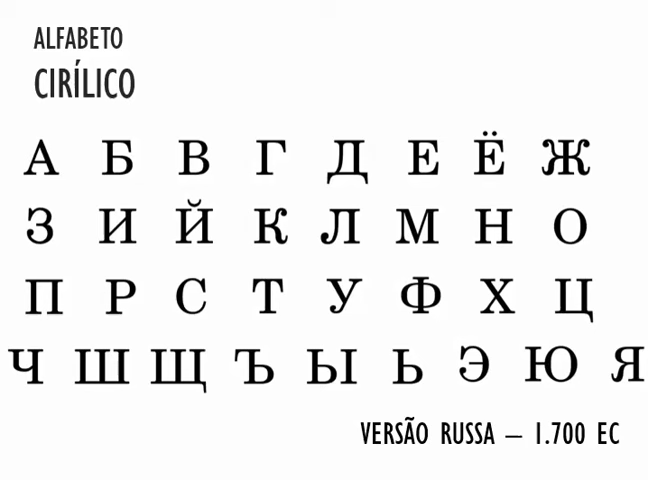 ALFABETO
CIRÍLICO
А Б В Г Д Е Ё Ж
З И Й К Л М Н О
П Р С Т У Ф Х Ц
Ч Ш Щ Ъ Ы Ь Э Ю Я
VERSÃO RUSSA – 1.700 EC